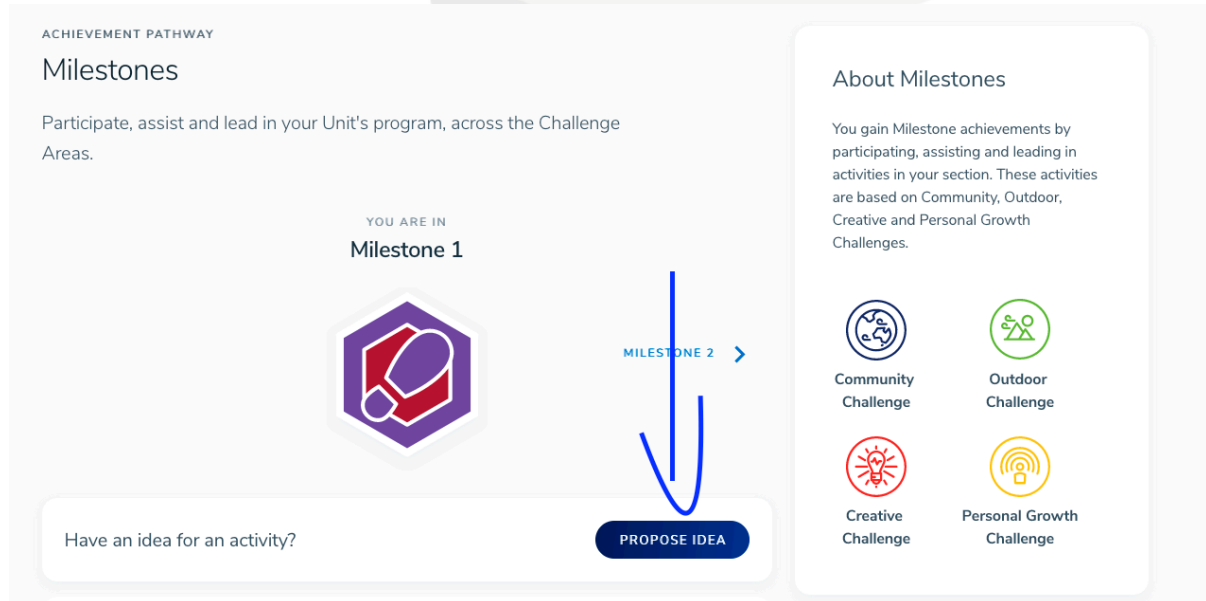 ACHIEVEMENT PATHWAY
Milestones
Participate, assist and lead in your Unit's program, across the Challenge
Areas.
YOU ARE IN
Milestone 1
MILESTONE 2
Have an idea for an activity?
PROPOSE IDEA
About Milestones
You gain Milestone achievements by
participating, assisting and leading in
activities in your section. These activities
are based on Community, Outdoor,
Creative and Personal Growth
Challenges.
Community
Challenge
Outdoor
Challenge
Creative
Challenge
Personal Growth
Challenge